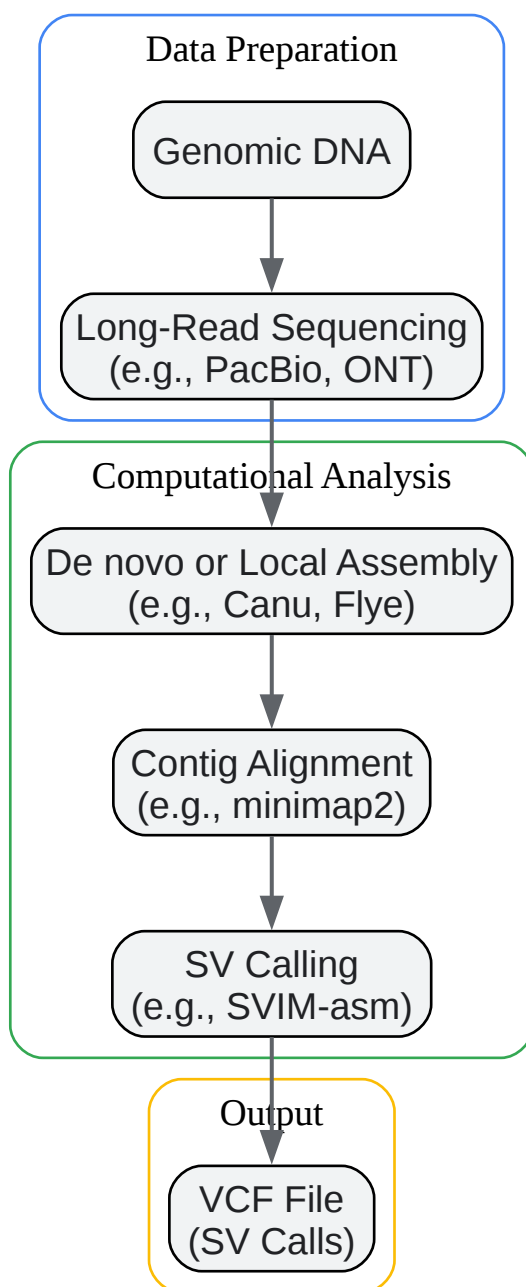 Data Preparation
Genomic DNA
Long-Read Sequencing
(e.g., PacBio, ONT)
Computational Analysis
De novo or Local Assembly
(e.g., Canu, Flye)
Contig Alignment
(e.g., minimap2)
SV Calling
(e.g., SVIM-asm)
Output
VCF File
(SV Calls)